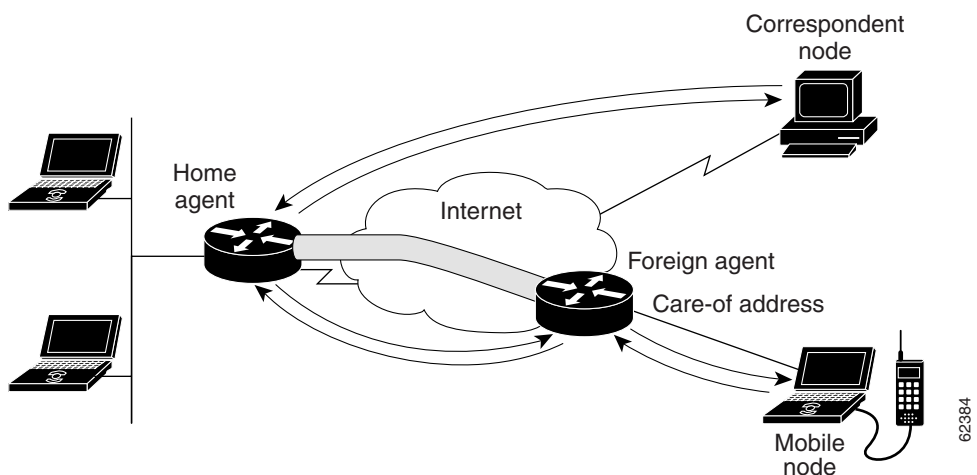 Correspondent
node
Home
agent
Internet
Foreign agent
Care-of address
Mobile
node
62384